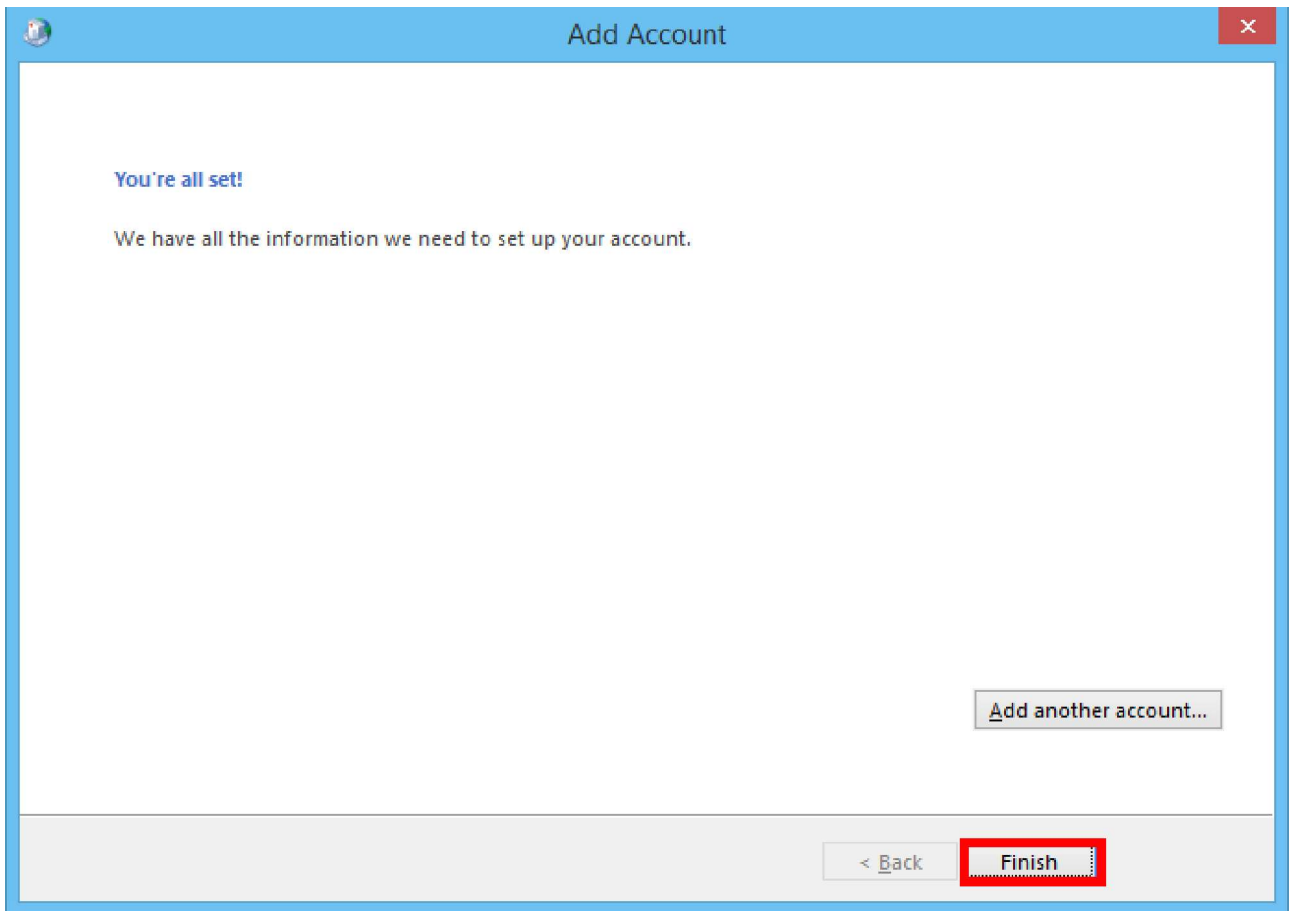 Add Account
You're all set!
We have all the information we need to set up your account.
Add another account...
< Back
Finish